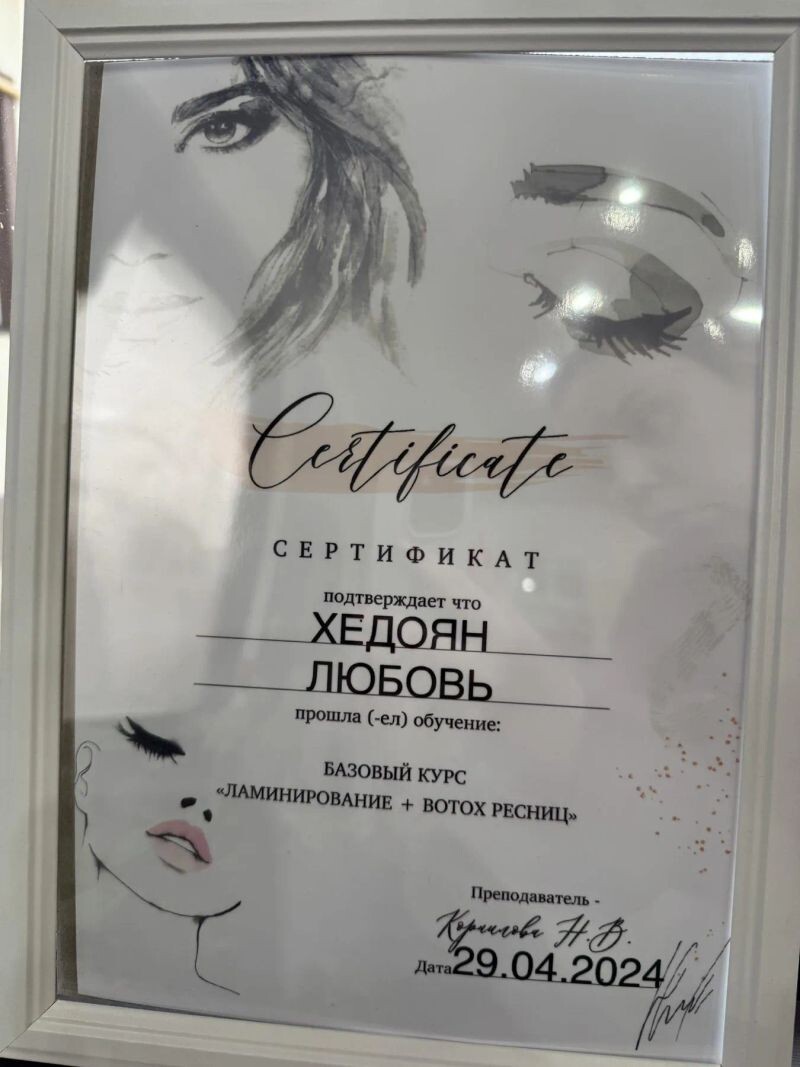 Certificate
СЕРТИФИКАТ
подтверждает что
ХЕДОЯН
ЛЮБОВЬ
прошла (-ел) обучение:
БАЗОВЫЙ КУРС
«ЛАМИНИРОВАНИЕ + BOTOX РЕСНИЦ»
Преподаватель -
Корнилова Н.В.
Дата 29.04.2024